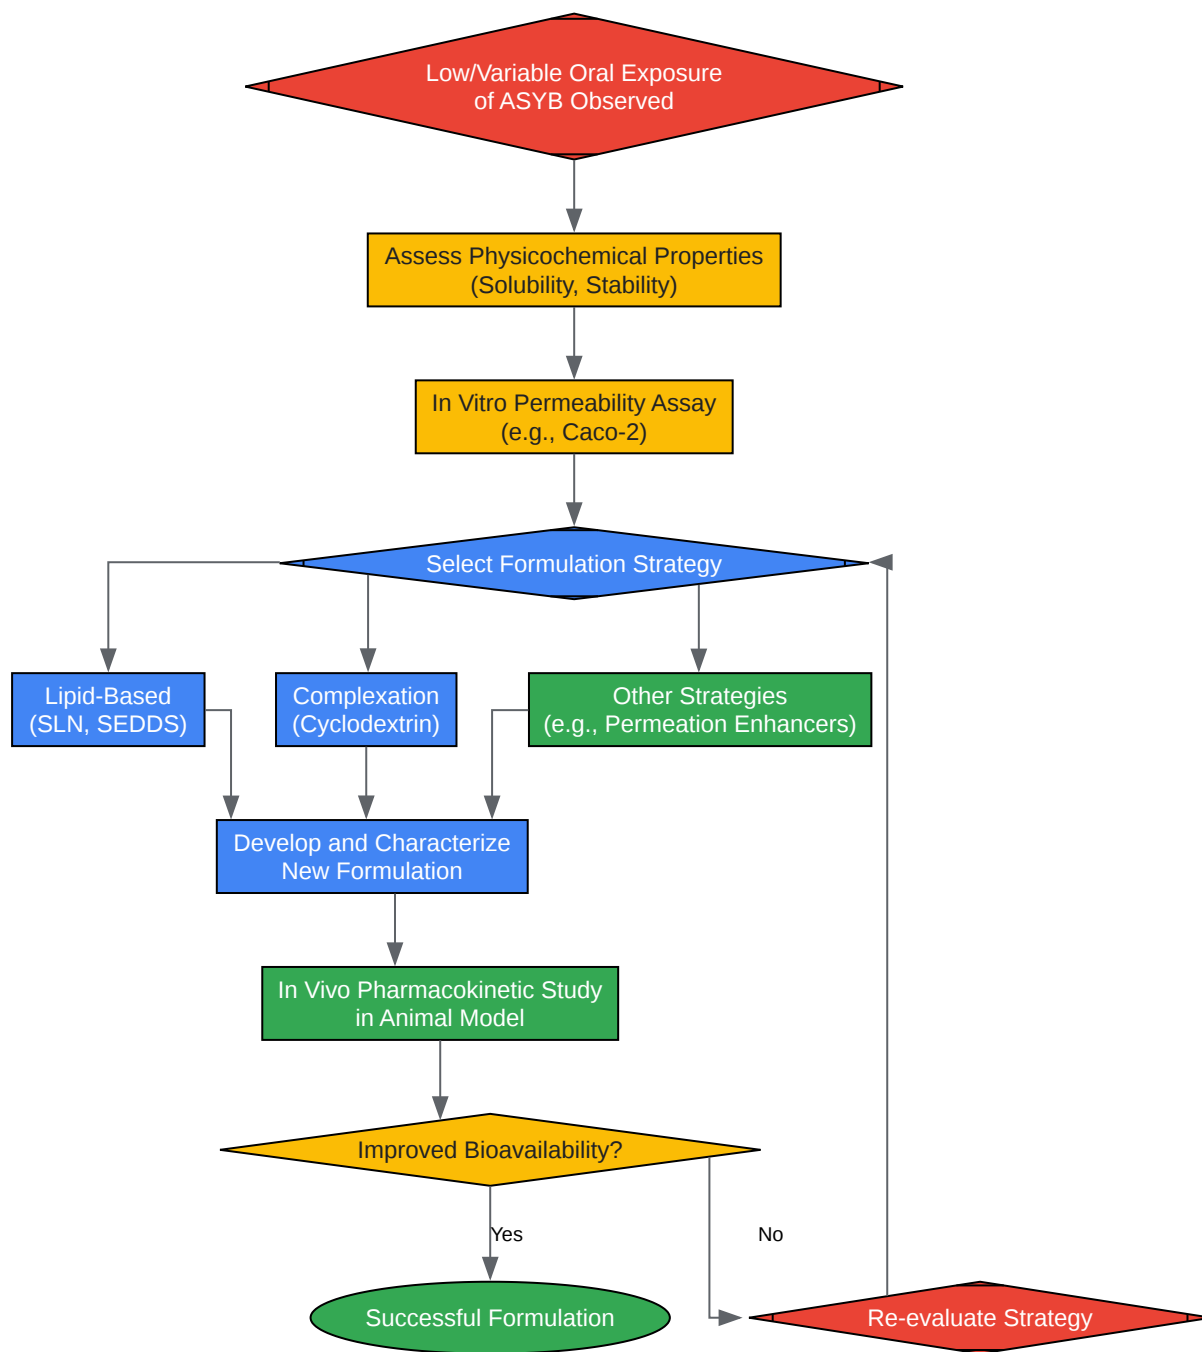 Low/Variable Oral Exposure
of ASYB Observed
Assess Physicochemical Properties
(Solubility, Stability)
In Vitro Permeability Assay
(e.g., Caco-2)
Select Formulation Strategy
Lipid-Based
(SLN, SEDDS)
Complexation
(Cyclodextrin)
Other Strategies
(e.g., Permeation Enhancers)
Develop and Characterize
New Formulation
In Vivo Pharmacokinetic Study
in Animal Model
Improved Bioavailability?
Yes
No
Successful Formulation
Re-evaluate Strategy